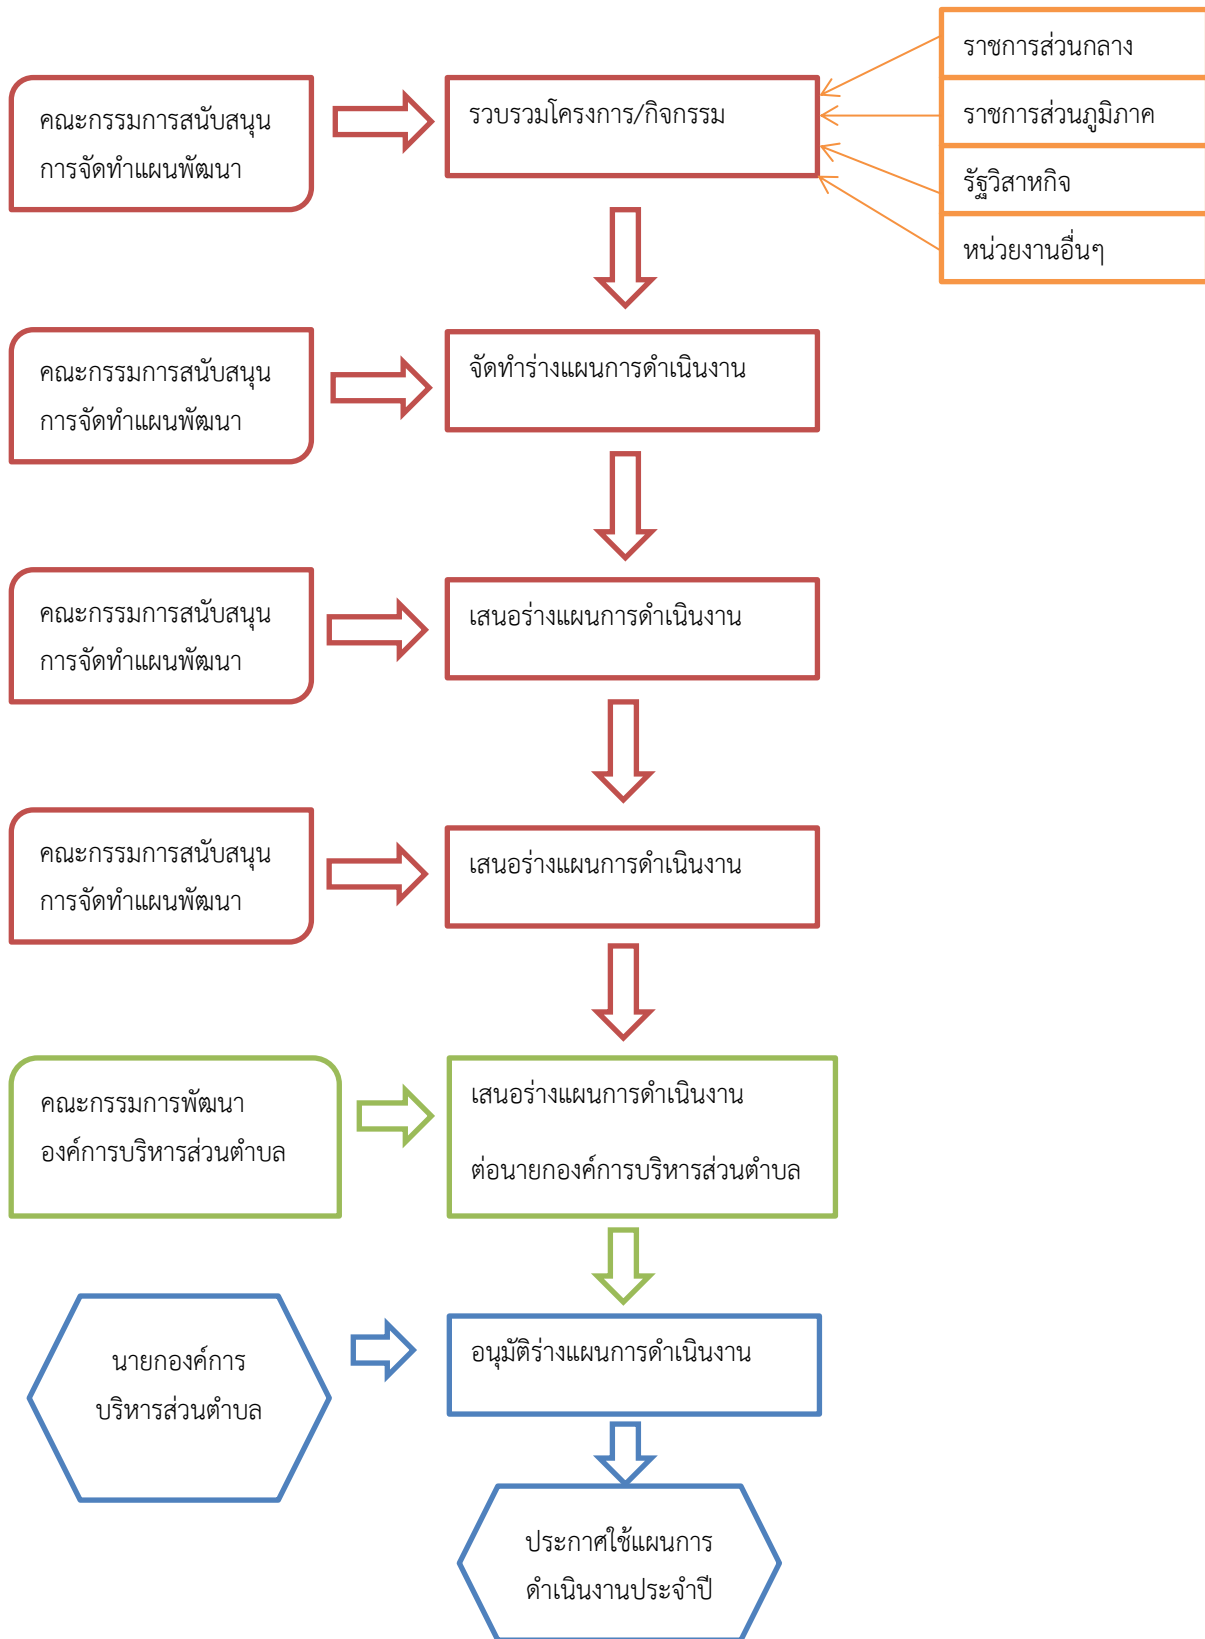 ราชการส่วนกลาง
คณะกรรมการสนับสนุน
การจัดทำแผนพัฒนา
รวบรวมโครงการ/กิจกรรม
ราชการส่วนภูมิภาค
รัฐวิสาหกิจ
หน่วยงานอื่นๆ
คณะกรรมการสนับสนุน
การจัดทำแผนพัฒนา
จัดทำร่างแผนการดำเนินงาน
คณะกรรมการสนับสนุน
การจัดทำแผนพัฒนา
เสนอร่างแผนการดำเนินงาน
คณะกรรมการสนับสนุน
การจัดทำแผนพัฒนา
เสนอร่างแผนการดำเนินงาน
คณะกรรมการพัฒนา
องค์การบริหารส่วนตำบล
เสนอร่างแผนการดำเนินงาน
ต่อนายกองค์การบริหารส่วนตำบล
นายกองค์การ
บริหารส่วนตำบล
อนุมัติร่างแผนการดำเนินงาน
ประกาศใช้แผนการ
ดำเนินงานประจำปี